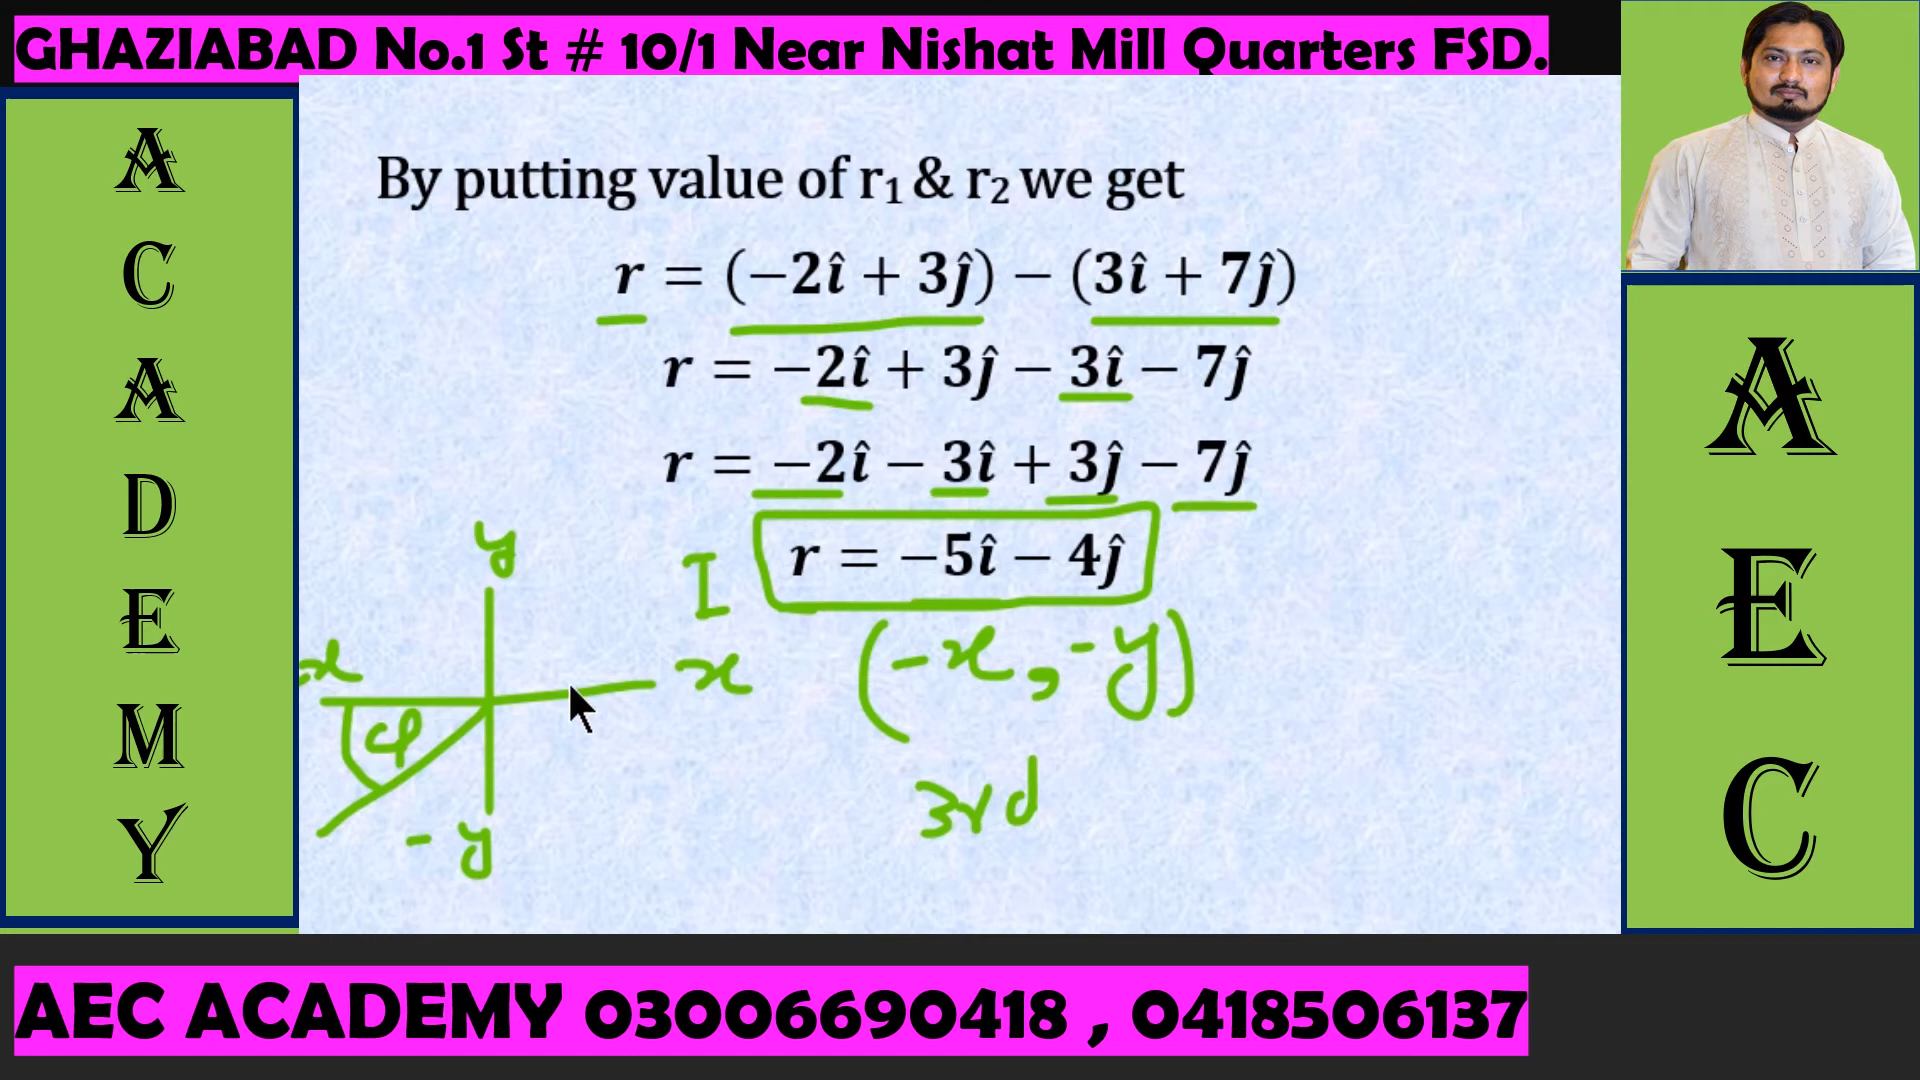 GHAZIABAD No.1 St # 10/1 Near Nishat Mill Quarters FSD.
ACADEMY
By putting value of r₁ & r₂ we get
r = (−2î + 3ĵ) − (3î + 7ĵ)
r = −2î + 3ĵ − 3î − 7ĵ
r = −2î − 3î + 3ĵ − 7ĵ
r = −5î − 4ĵ
y
I
-x
x
(-x, -y)
φ
3rd
-y
AEC
AEC ACADEMY 03006690418 , 0418506137